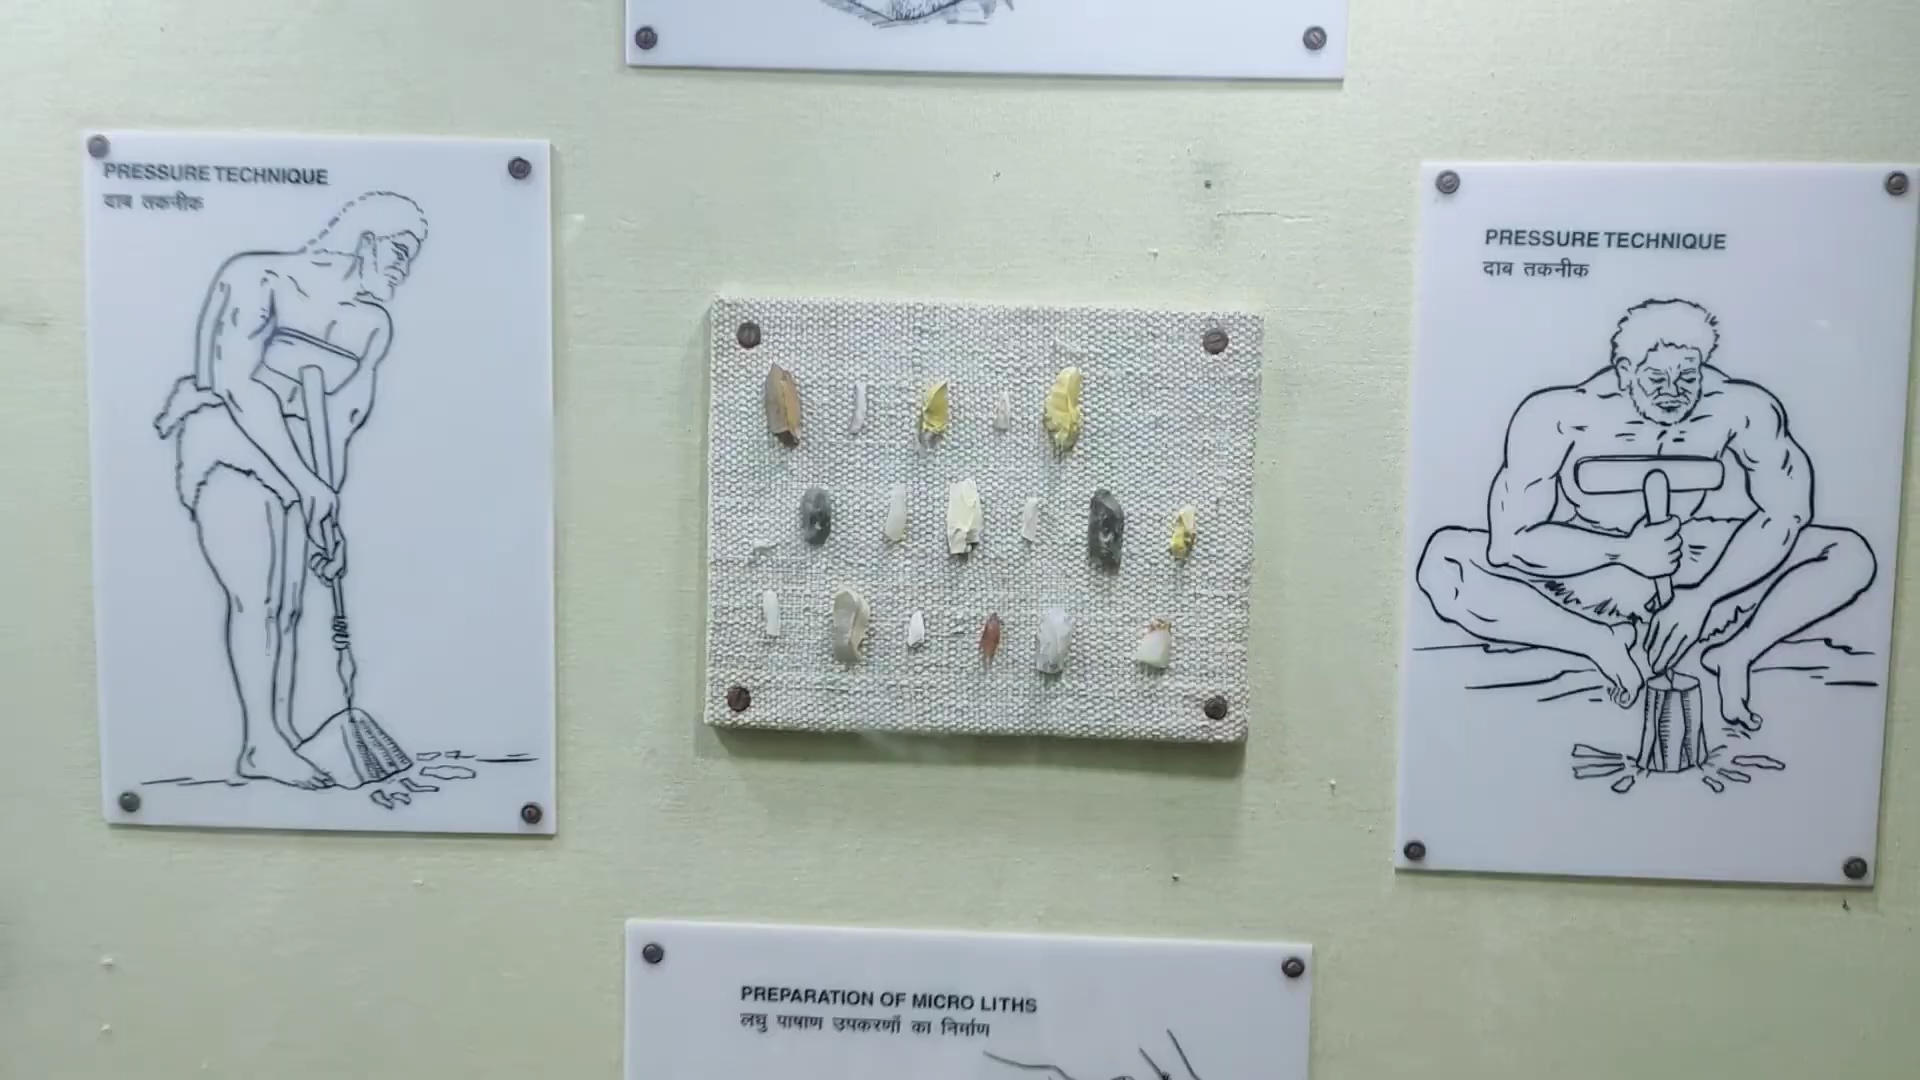 PRESSURE TECHNIQUE
दाब तकनीक
PRESSURE TECHNIQUE
दाब तकनीक
PREPARATION OF MICRO LITHS
लघु पाषाण उपकरणों का निर्माण